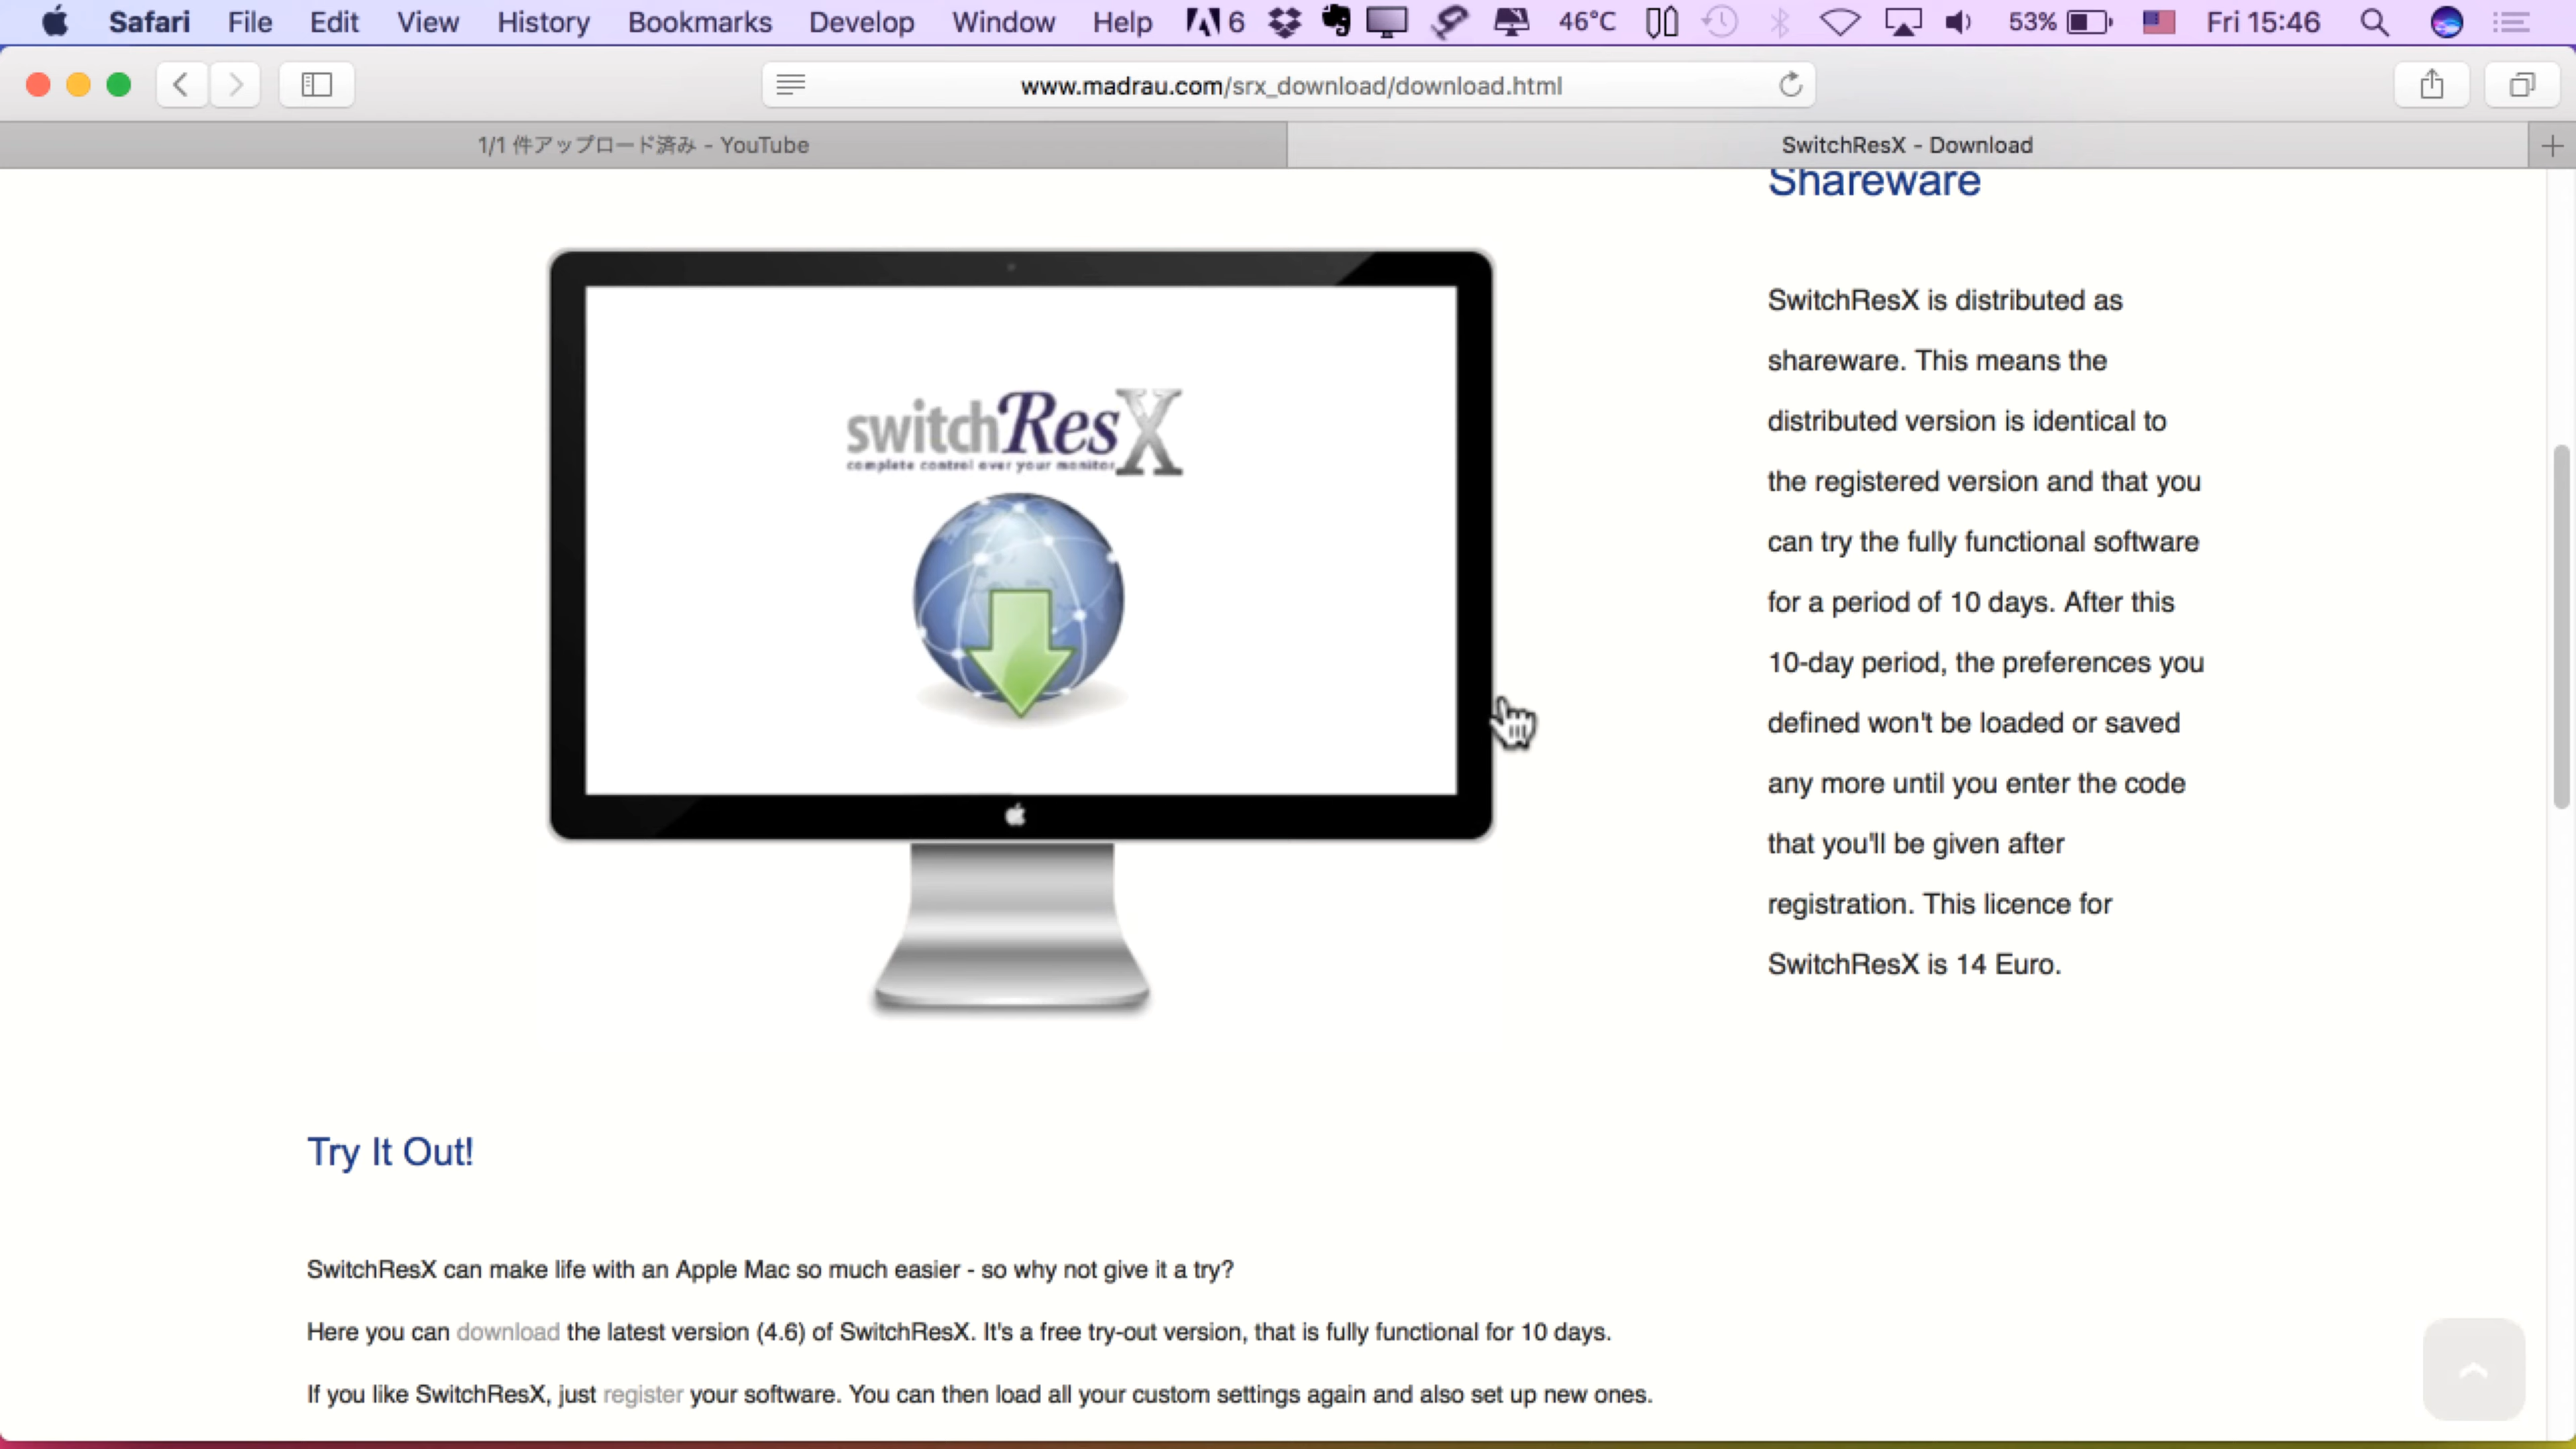 Safari File Edit View History Bookmarks Develop Window Help 6 46°C 53% Fri 15:46
www.madrau.com/srx_download/download.html
1/1 件アップロード済み - YouTube
SwitchResX - Download
Shareware
switchResX
complete control over your monitor
SwitchResX is distributed as
shareware. This means the
distributed version is identical to
the registered version and that you
can try the fully functional software
for a period of 10 days. After this
10-day period, the preferences you
defined won't be loaded or saved
any more until you enter the code
that you'll be given after
registration. This licence for
SwitchResX is 14 Euro.
Try It Out!
SwitchResX can make life with an Apple Mac so much easier - so why not give it a try?
Here you can download the latest version (4.6) of SwitchResX. It's a free try-out version, that is fully functional for 10 days.
If you like SwitchResX, just register your software. You can then load all your custom settings again and also set up new ones.